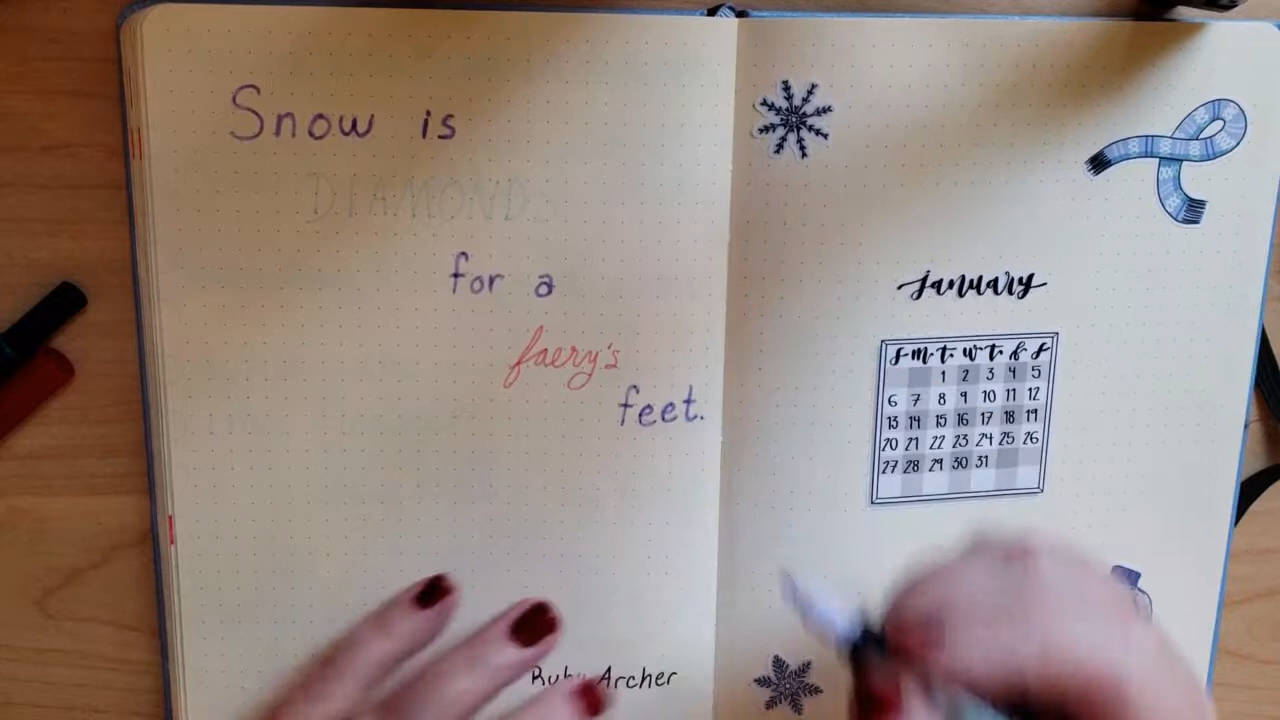 Snow is
DIAMONDS
for a
faery's
feet.
Ruby Archer
january
S M T W T F S
1 2 3 4 5
6 7 8 9 10 11 12
13 14 15 16 17 18 19
20 21 22 23 24 25 26
27 28 29 30 31